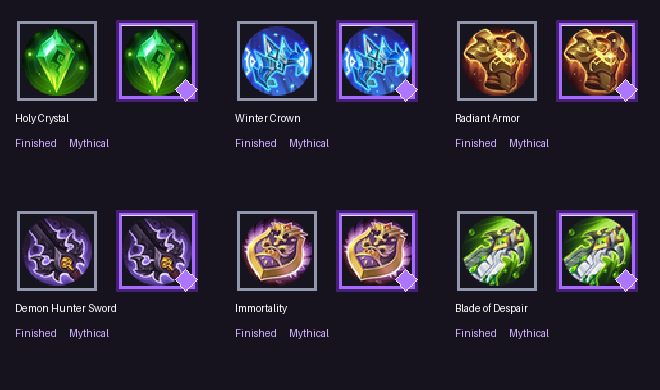 Holy Crystal
Finished Mythical
Winter Crown
Finished Mythical
Radiant Armor
Finished Mythical
Demon Hunter Sword
Finished Mythical
Immortality
Finished Mythical
Blade of Despair
Finished Mythical